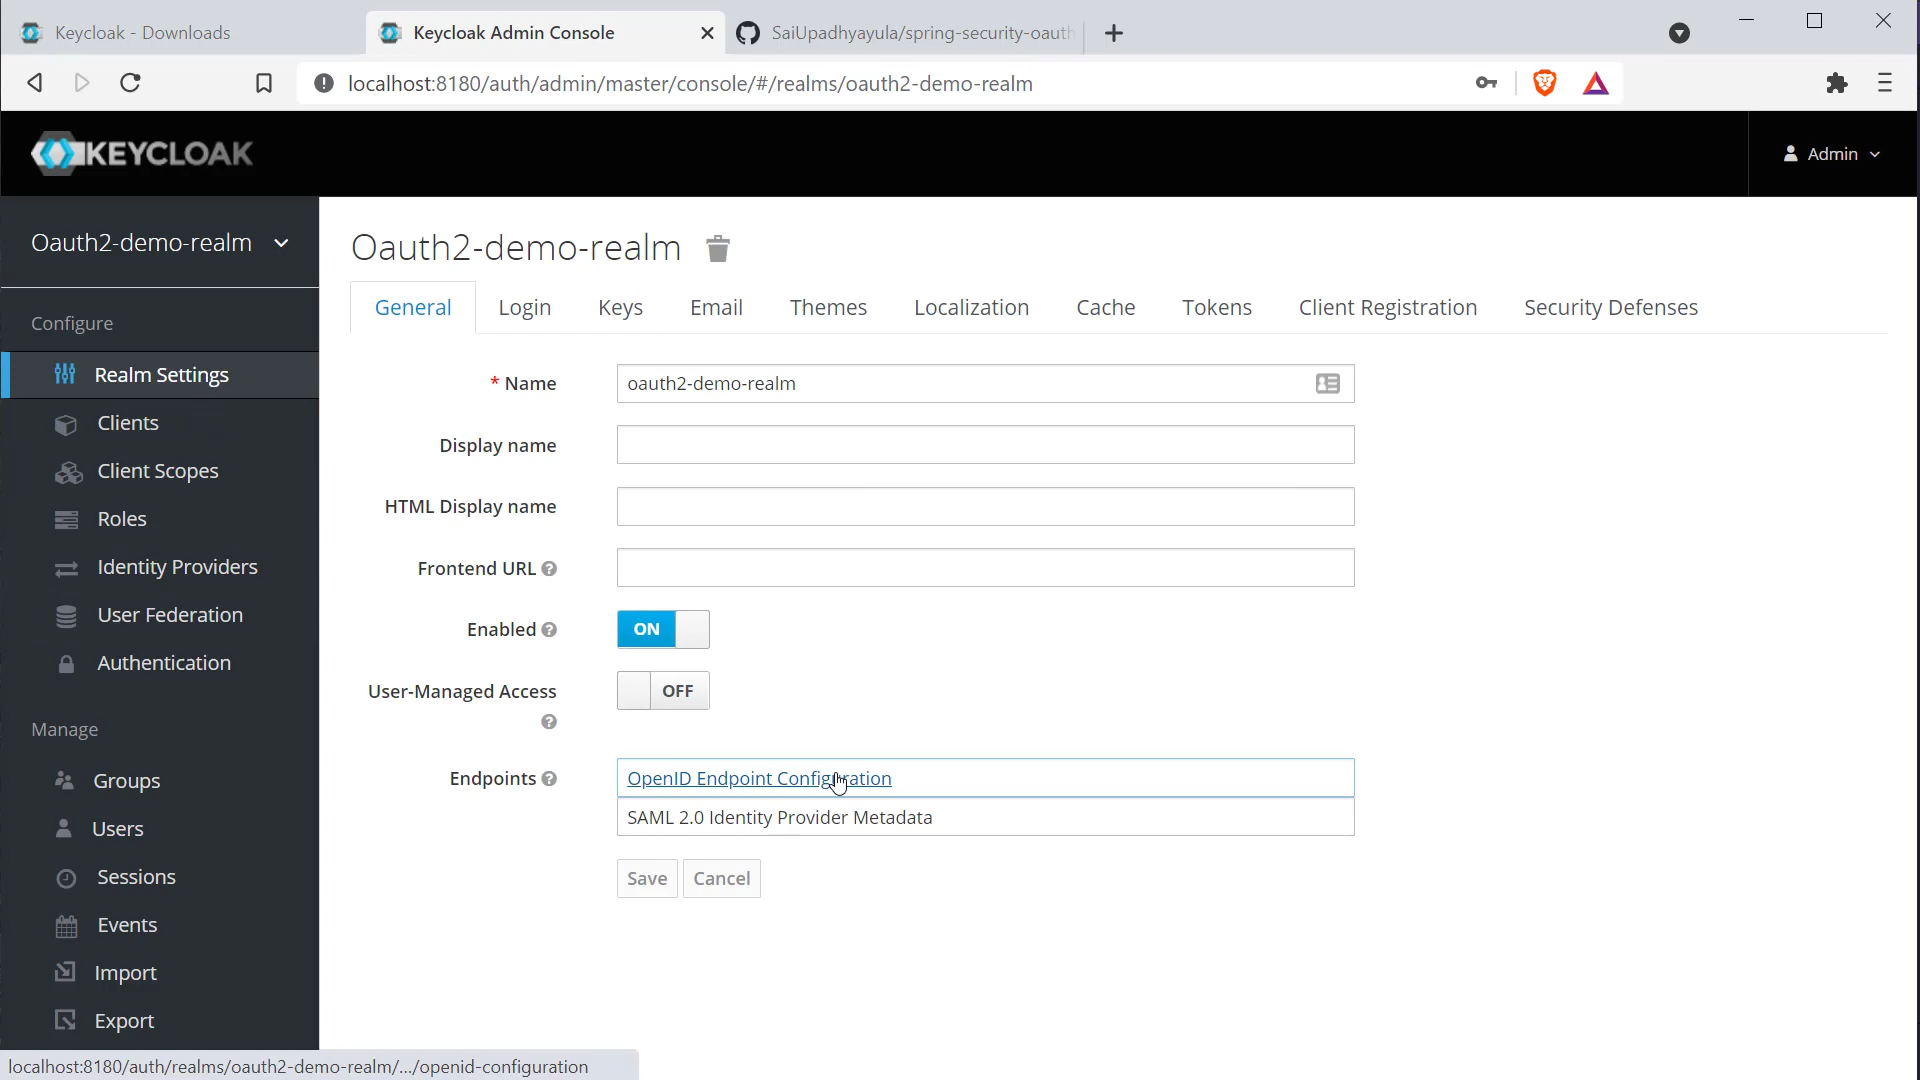 Keycloak - Downloads
Keycloak Admin Console
SaiUpadhyayula/spring-security-oauth
localhost:8180/auth/admin/master/console/#/realms/oauth2-demo-realm
KEYCLOAK
Admin
Oauth2-demo-realm
Configure
Realm Settings
Clients
Client Scopes
Roles
Identity Providers
User Federation
Authentication
Manage
Groups
Users
Sessions
Events
Import
Export
Oauth2-demo-realm
General Login Keys Email Themes Localization Cache Tokens Client Registration Security Defenses
* Name oauth2-demo-realm
Display name
HTML Display name
Frontend URL
Enabled ON
User-Managed Access OFF
Endpoints OpenID Endpoint Configuration
SAML 2.0 Identity Provider Metadata
Save Cancel
localhost:8180/auth/realms/oauth2-demo-realm/.../openid-configuration